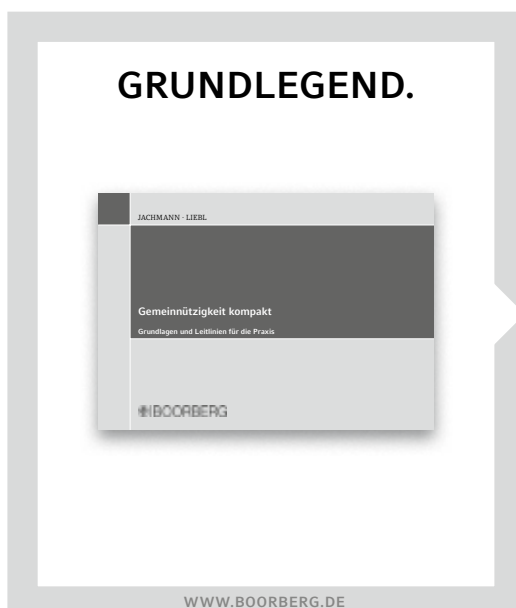 GRUNDLEGEND.
JACHMANN · LIEBL
Gemeinnützigkeit kompakt
Grundlagen und Leitlinien für die Praxis
BOORBERG
WWW.BOORBERG.DE